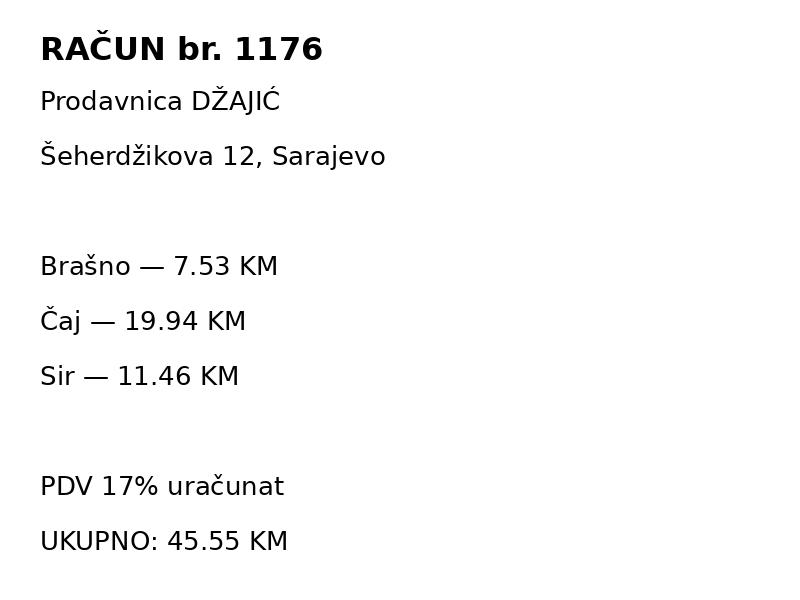 RAČUN br. 1176
Prodavnica DŽAJIĆ
Šeherdžikova 12, Sarajevo
Brašno — 7.53 KM
Čaj — 19.94 KM
Sir — 11.46 KM
PDV 17% uračunat
UKUPNO: 45.55 KM